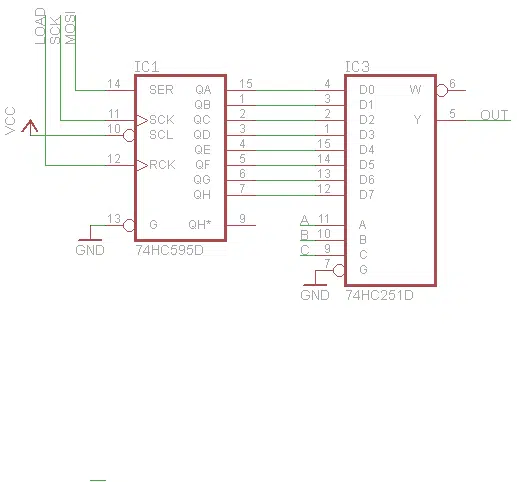 LOAD
SCK
MOSI
IC1
IC3
14 SER QA 15 4 D0 W 6
QB 1 3 D1
11 SCK QC 2 2 D2 Y 5 OUT
VCC 10 SCL QD 3 1 D3
QE 4 15 D4
12 RCK QF 5 14 D5
QG 6 13 D6
QH 7 12 D7
13 G QH* 9 A 11 A
B 10 B
GND 74HC595D C 9 C
7 G
GND 74HC251D